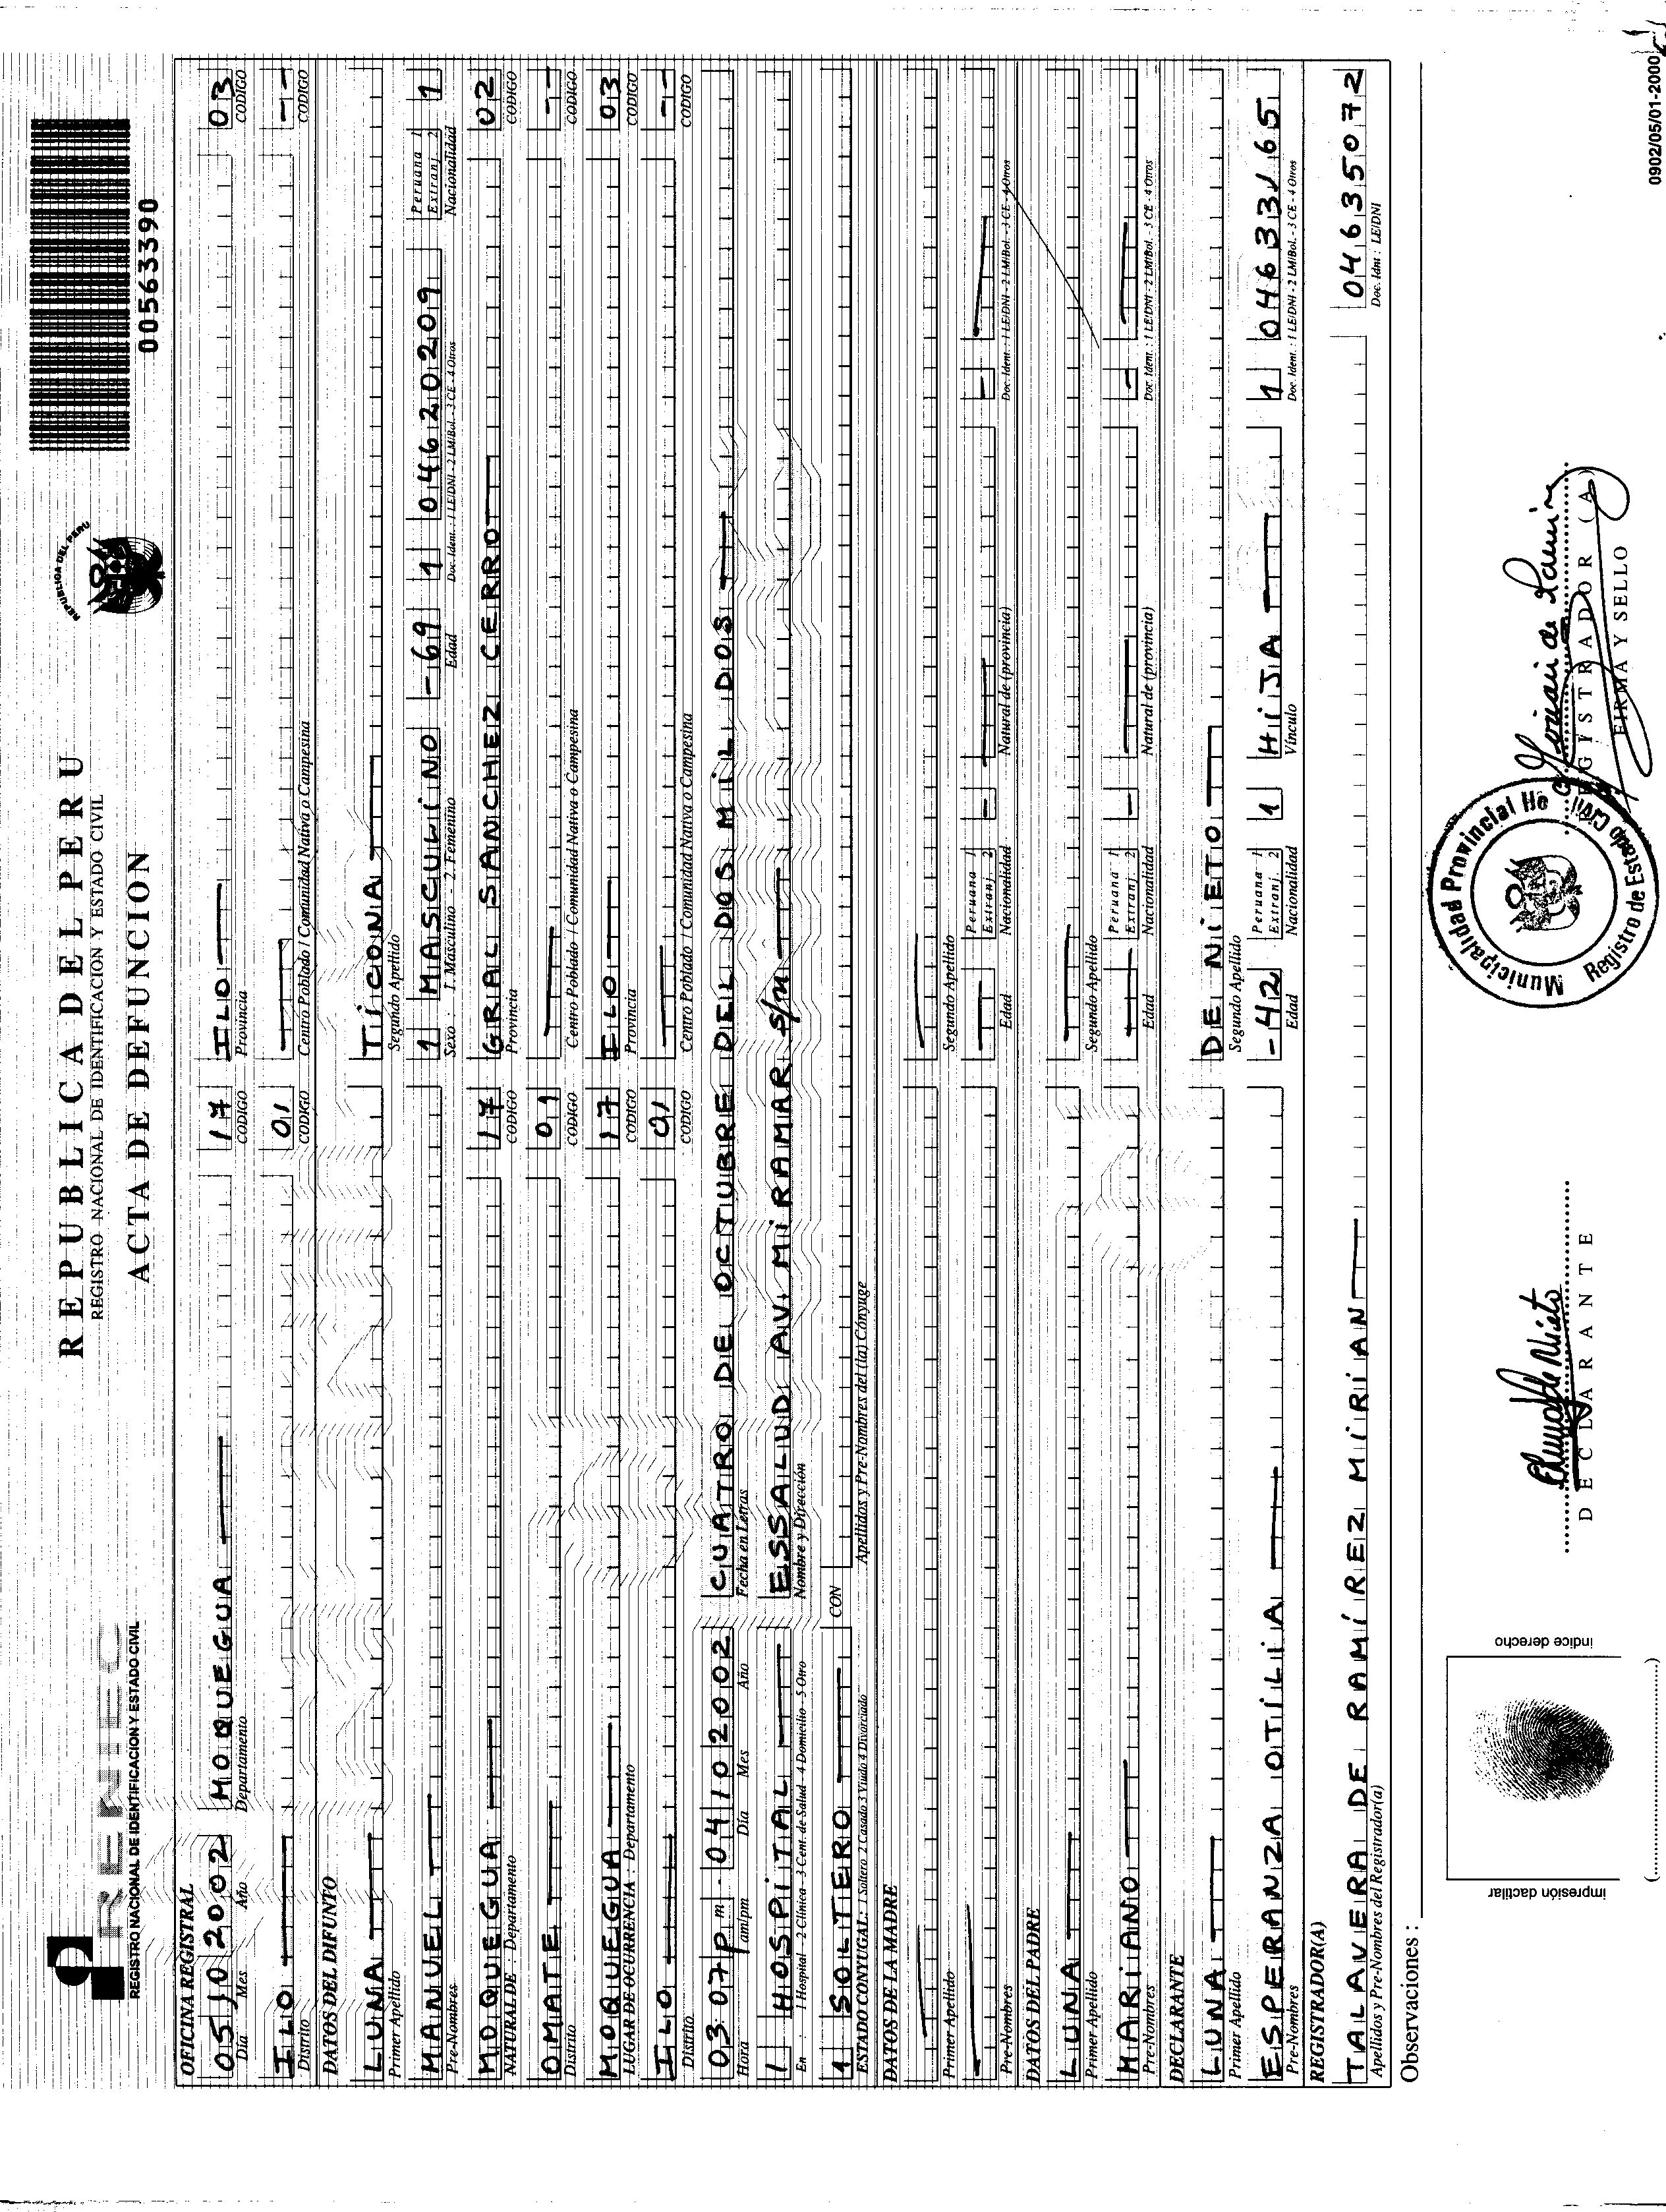 RENIEC
REGISTRO NACIONAL DE IDENTIFICACION Y ESTADO CIVIL
REPUBLICA DEL PERU
REGISTRO NACIONAL DE IDENTIFICACION Y ESTADO CIVIL
ACTA DE DEFUNCION
REPUBLICA DEL PERU
00563390
OFICINA REGISTRAL
05 10 2002 MOQUEGUA 17 ILO 03
Día Mes Año Departamento CODIGO Provincia CODIGO
ILO 01 --
Distrito CODIGO Centro Poblado / Comunidad Nativa o Campesina CODIGO
DATOS DEL DIFUNTO
LUNA TICONA
Primer Apellido Segundo Apellido
MANUEL 1 MASCULINO -69 1 04620209 Peruana 1 Extranj. 2 1
Pre-Nombres Sexo : 1. Masculino - 2. Femenino Edad Doc. Ident. : 1 LE/DNI - 2 LM/Bol. - 3 CE - 4 Otros Nacionalidad
MOQUEGUA 17 GRAL SANCHEZ CERRO 02
NATURAL DE : Departamento CODIGO Provincia CODIGO
OMATE 01 --
Distrito CODIGO Centro Poblado / Comunidad Nativa o Campesina CODIGO
MOQUEGUA 17 ILO 03
LUGAR DE OCURRENCIA : Departamento CODIGO Provincia CODIGO
ILO 01 --
Distrito CODIGO Centro Poblado / Comunidad Nativa o Campesina CODIGO
03:07 pm. 04 10 2002 CUATRO DE OCTUBRE DEL DOS MIL DOS
Hora am/pm Día Mes Año Fecha en Letras
1 HOSPITAL ESSALUD AV. MIRAMAR S/N
En : 1 Hospital 2 Clínica - 3 Cent. de Salud 4 Domicilio - 5 Otro Nombre y Dirección
1 SOLTERO CON
ESTADO CONYUGAL: 1 Soltero 2 Casado 3 Viudo 4 Divorciado Apellidos y Pre-Nombres del (la) Cónyuge
DATOS DE LA MADRE
Primer Apellido Segundo Apellido
Peruana 1 Extranj. 2
Pre-Nombres Edad Nacionalidad Natural de (provincia) Doc. Ident. : 1 LE/DNI - 2 LM/Bol. - 3 CE - 4 Otros
DATOS DEL PADRE
LUNA
Primer Apellido Segundo Apellido
MARIANO Peruana 1 Extranj. 2
Pre-Nombres Edad Nacionalidad Natural de (provincia) Doc. Ident. : 1 LE/DNI - 2 LM/Bol. - 3 CE - 4 Otros
DECLARANTE
LUNA DE NIETO
Primer Apellido Segundo Apellido
ESPERANZA OTILIA -42 Peruana 1 Extranj. 2 1 HIJA 1 04633165
Pre-Nombres Edad Nacionalidad Vínculo Doc. Ident. : 1 LE/DNI - 2 LM/Bol. - 3 CE - 4 Otros
REGISTRADOR(A)
TALAVERA DE RAMÍREZ MIRIAN 04635072
Apellidos y Pre-Nombres del Registrador(a) Doc. Idnt : LE/DNI
Observaciones :
impresión dactilar
índice derecho
DECLARANTE
Municipalidad Provincial Registro de Estado Civil
REGISTRADOR (A)
FIRMA Y SELLO
0902/05/01-2000